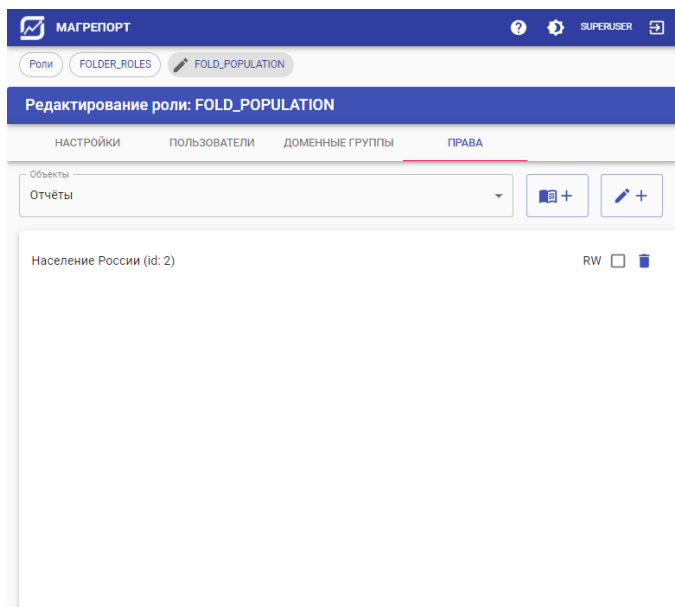 МАГРЕПОРТ
SUPERUSER
Роли FOLDER_ROLES FOLD_POPULATION
Редактирование роли: FOLD_POPULATION
НАСТРОЙКИ ПОЛЬЗОВАТЕЛИ ДОМЕННЫЕ ГРУППЫ ПРАВА
Объекты
Отчёты
Население России (id: 2) RW